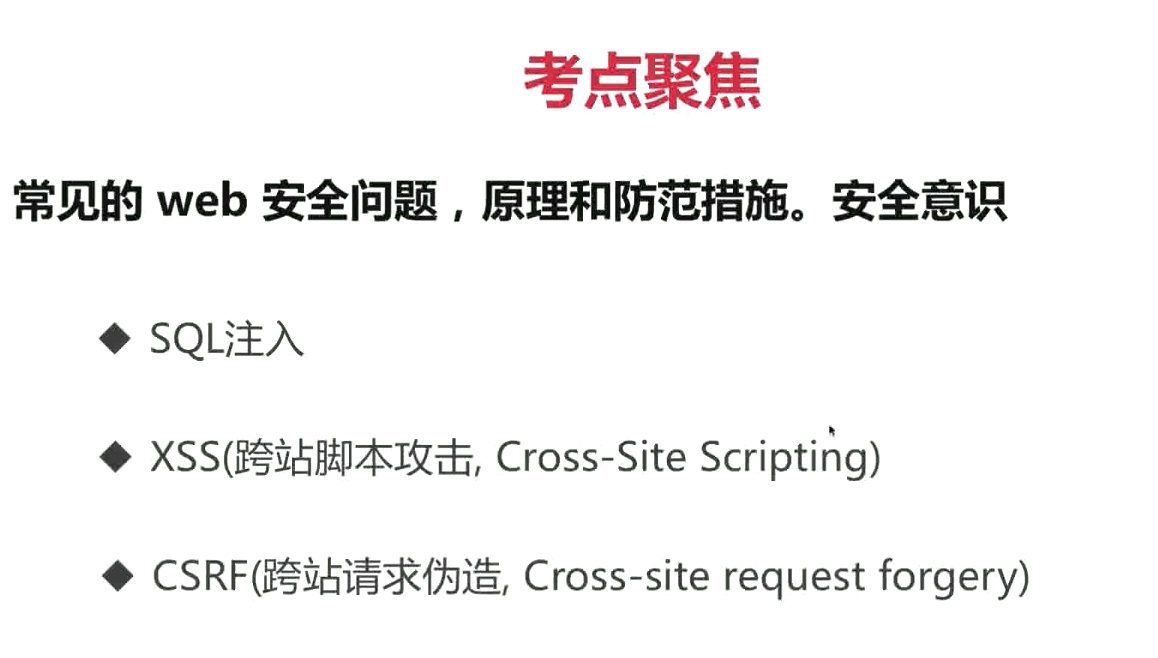 考点聚焦
常见的 web 安全问题，原理和防范措施。安全意识
◆ SQL注入
◆ XSS(跨站脚本攻击, Cross-Site Scripting)
◆ CSRF(跨站请求伪造, Cross-site request forgery)